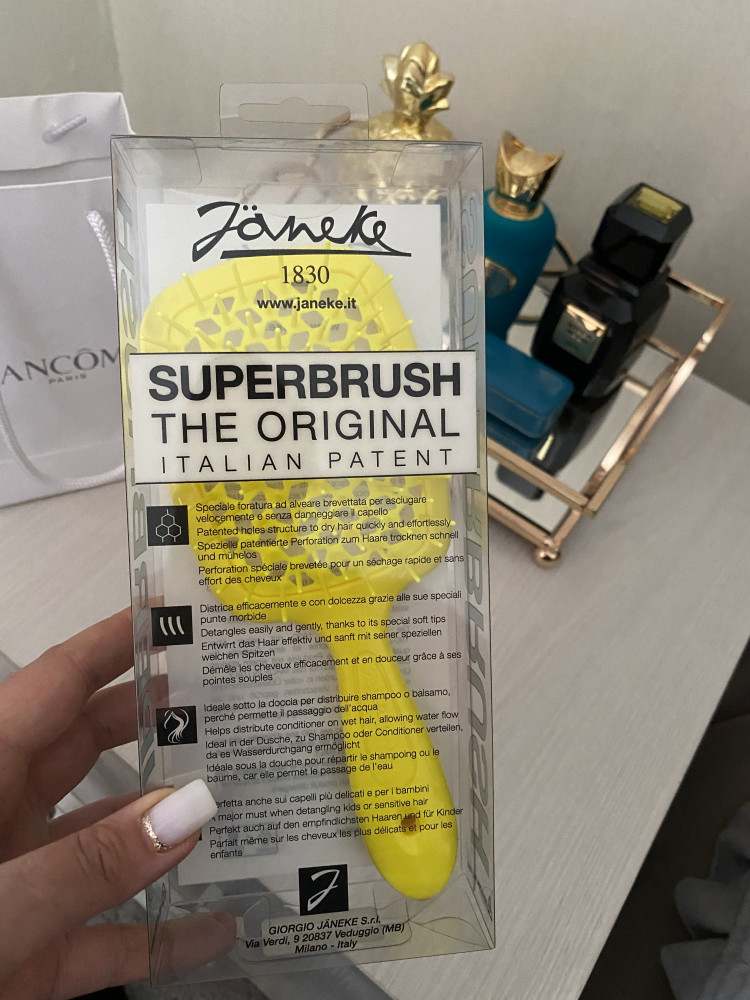 Jäneke
1830
www.janeke.it
SUPERBRUSH
THE ORIGINAL
ITALIAN PATENT
Speciale foratura ad alveare brevettata per asciugare
velocemente e senza danneggiare il capello
Patented holes structure to dry hair quickly and effortlessly
Spezielle patentierte Perforation zum Haare trocknen schnell
und mühelos
Perforation spéciale brevetée pour un séchage rapide et sans
effort des cheveux
Districa efficacemente e con dolcezza grazie alle sue speciali
punte morbide
Detangles easily and gently, thanks to its special soft tips
Entwirrt das Haar effektiv und sanft mit seiner speziellen
weichen Spitzen
Démêle les cheveux efficacement et en douceur grâce à ses
pointes souples
Ideale sotto la doccia per distribuire shampoo o balsamo,
perché permette il passaggio dell'acqua
Helps distribute conditioner on wet hair, allowing water flow
Ideal in der Dusche, zu Shampoo oder Conditioner verteilen,
da es Wasserdurchgang ermöglicht
Idéale sous la douche pour répartir le shampoing ou le
baume, car elle permet le passage de l'eau
erfetta anche sui capelli più delicati e per i bambini
major must when detangling kids or sensitive hair
Perfekt auch auf den empfindlichsten Haaren und für Kinder
Parfait même sur les cheveux les plus délicats et pour les
enfants
J
GIORGIO JÄNEKE S.r.l.
Via Verdi, 9 20837 Veduggio (MB)
Milano - Italy
ANCÔM
PARIS